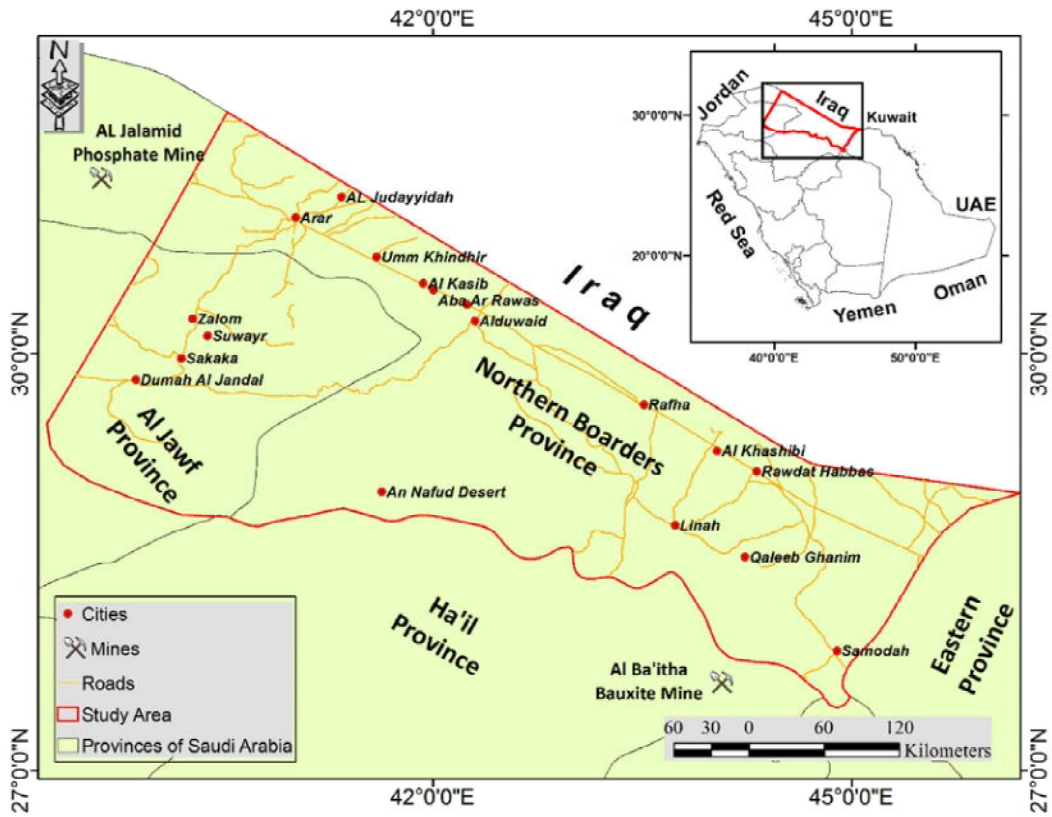 42°0'0"E
45°0'0"E
N
AL Jalamid
Phosphate Mine
Jordan
Iraq
Kuwait
30°0'0"N
UAE
Red Sea
20°0'0"N
Oman
Yemen
40°0'0"E
50°0'0"E
AL Judayyidah
Arar
Umm Khindhir
Al Kasib
Aba Ar Rawas
Alduwaid
Iraq
Zalom
Suwayr
Sakaka
Dumah Al Jandal
30°0'0"N
30°0'0"N
Northern Boarders
Province
Rafha
Al Jawf
Province
Al Khashibi
Rawdat Habbas
An Nafud Desert
Linah
Qaleeb Ghanim
Ha'il
Province
Eastern
Province
Samodah
Al Ba'itha
Bauxite Mine
Cities
Mines
Roads
Study Area
Provinces of Saudi Arabia
60 30 0 60 120
Kilometers
27°0'0"N
27°0'0"N
42°0'0"E
45°0'0"E